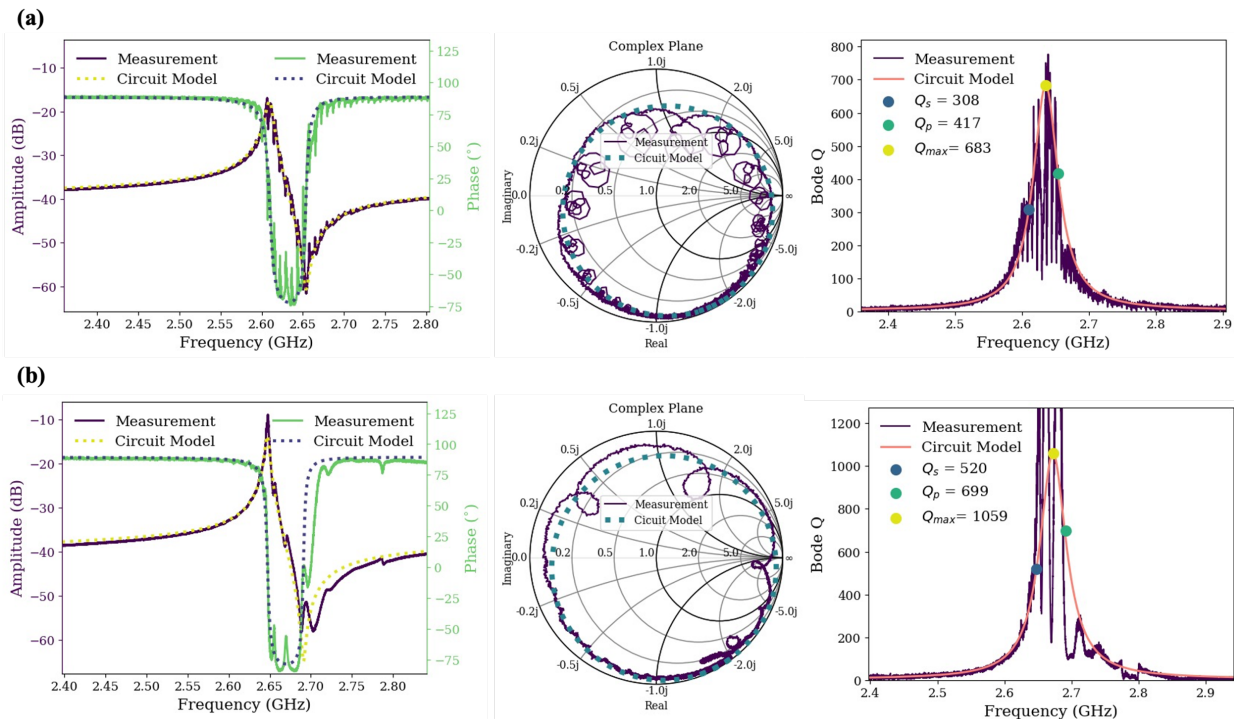 (a)
Measurement Measurement
Circuit Model Circuit Model
Amplitude (dB)
−10
−20
−30
−40
−50
−60
125
100
75
50
25
0
−25
−50
−75
Phase (°)
2.40 2.45 2.50 2.55 2.60 2.65 2.70 2.75 2.80
Frequency (GHz)
Complex Plane
1.0j
0.5j 2.0j
0.2j 5.0j
Measurement
Cicuit Model
Imaginary
0.0 0.2 0.5 1.0 2.0 5.0 ∞
-0.2j -5.0j
-0.5j -2.0j
-1.0j
Real
Bode Q
800
700
600
500
400
300
200
100
0
Measurement
Circuit Model
Qs = 308
Qp = 417
Qmax= 683
2.4 2.5 2.6 2.7 2.8 2.9
Frequency (GHz)
(b)
Measurement Measurement
Circuit Model Circuit Model
Amplitude (dB)
−10
−20
−30
−40
−50
−60
125
100
75
50
25
0
−25
−50
−75
Phase (°)
2.40 2.45 2.50 2.55 2.60 2.65 2.70 2.75 2.80
Frequency (GHz)
Complex Plane
1.0j
0.5j 2.0j
0.2j 5.0j
Measurement
Cicuit Model
Imaginary
0.0 0.2 0.5 1.0 2.0 5.0 ∞
-0.2j -5.0j
-0.5j -2.0j
-1.0j
Real
Bode Q
1200
1000
800
600
400
200
0
Measurement
Circuit Model
Qs = 520
Qp = 699
Qmax= 1059
2.4 2.5 2.6 2.7 2.8 2.9
Frequency (GHz)